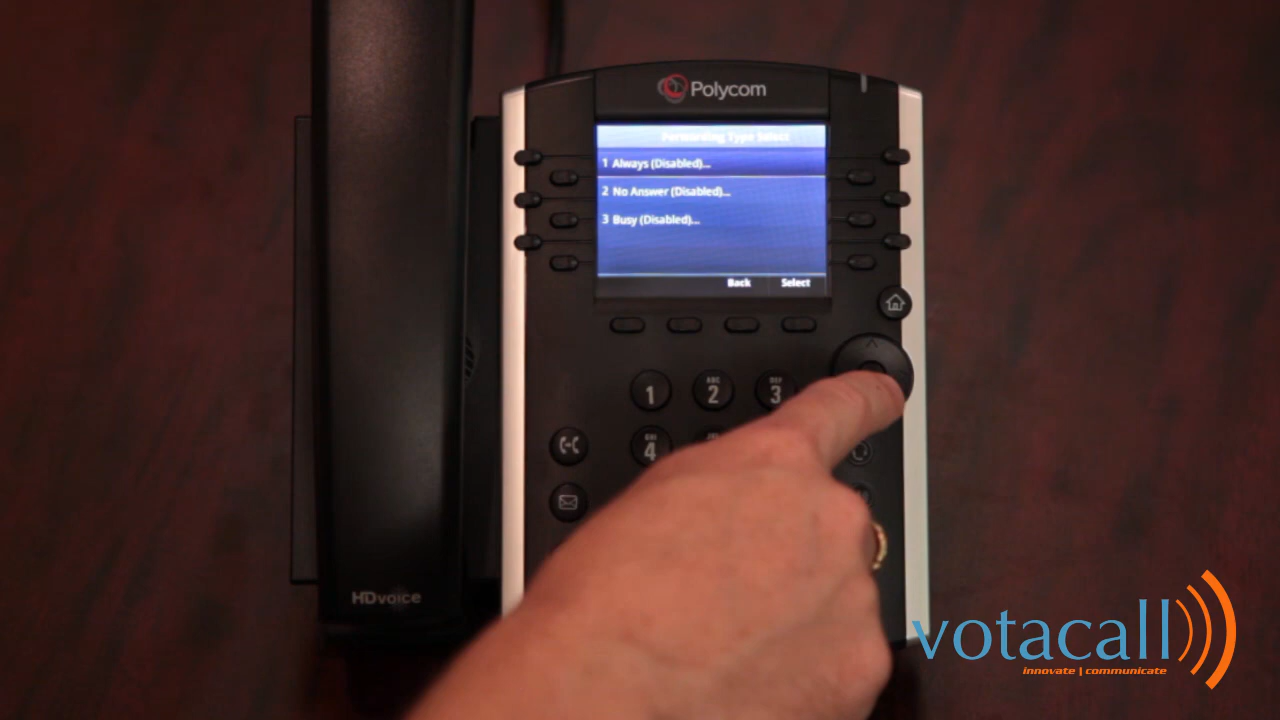 Polycom
Forwarding Type Select
1 Always (Disabled)...
2 No Answer (Disabled)...
3 Busy (Disabled)...
Back Select
1 ABC 2 DEF 3
GHI 4
HDvoice
votacall
innovate | communicate